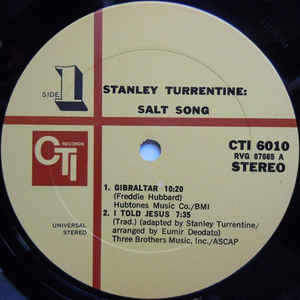 SIDE 1
STANLEY TURRENTINE:
SALT SONG
CTI RECORDS
CTI 6010
RVG 87665 A
STEREO
1. GIBRALTAR 10:20
(Freddie Hubbard)
Hubtones Music Co./BMI
2. I TOLD JESUS 7:35
(Trad.) (adapted by Stanley Turrentine/
arranged by Eumir Deodato)
Three Brothers Music, Inc./ASCAP
UNIVERSAL
STEREO